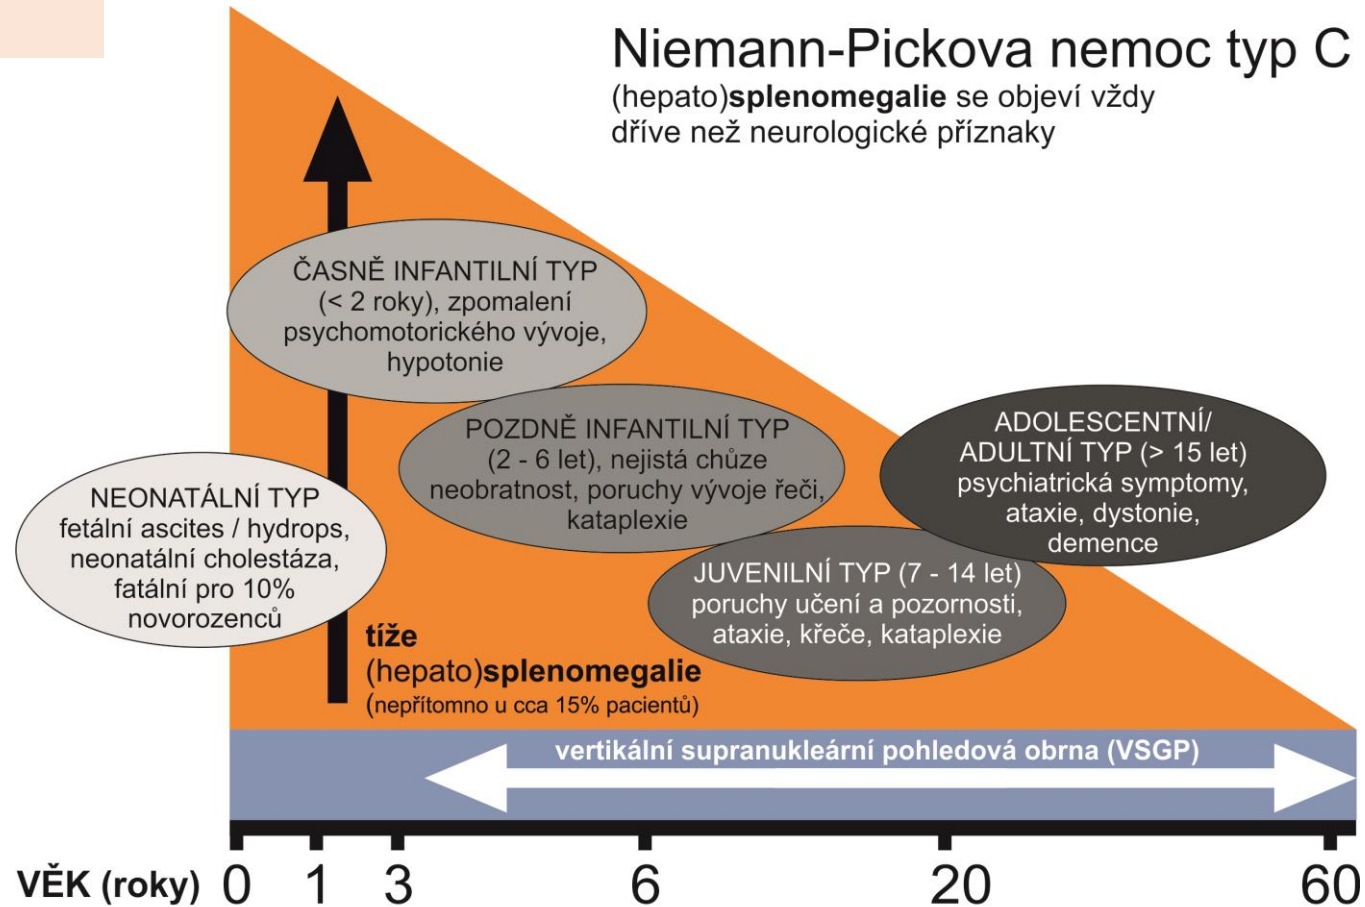 Niemann-Pickova nemoc typ C
(hepato)splenomegalie se objeví vždy
dříve než neurologické příznaky
ČASNĚ INFANTILNÍ TYP
(< 2 roky), zpomalení
psychomotorického vývoje,
hypotonie
POZDNĚ INFANTILNÍ TYP
(2 - 6 let), nejistá chůze
neobratnost, poruchy vývoje řeči,
kataplexie
ADOLESCENTNÍ/
ADULTNÍ TYP (> 15 let)
psychiatrická symptomy,
ataxie, dystonie,
demence
NEONATÁLNÍ TYP
fetální ascites / hydrops,
neonatální cholestáza,
fatální pro 10%
novorozenců
JUVENILNÍ TYP (7 - 14 let)
poruchy učení a pozornosti,
ataxie, křeče, kataplexie
tíže
(hepato)splenomegalie
(nepřítomno u cca 15% pacientů)
vertikální supranukleární pohledová obrna (VSGP)
VĚK (roky) 0 1 3 6 20 60